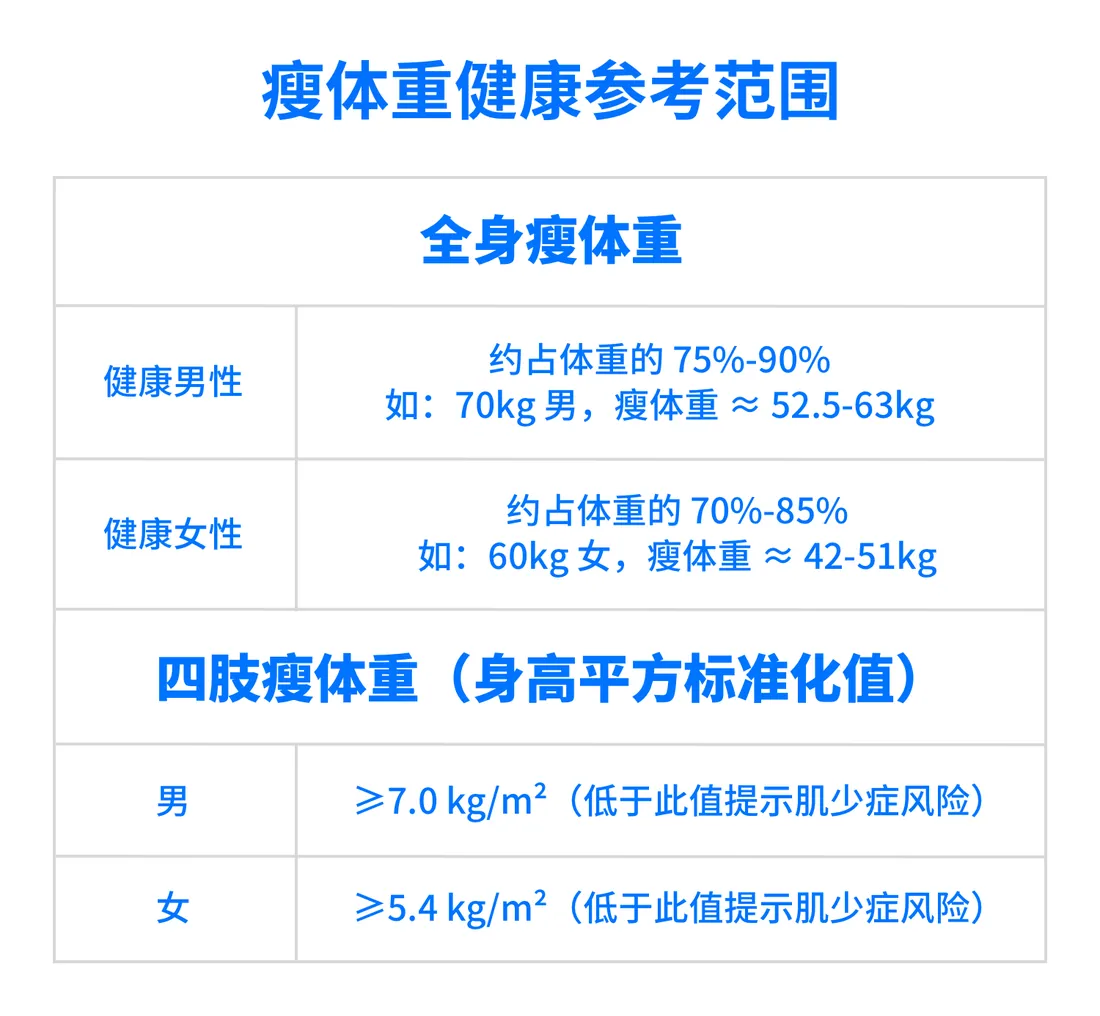 瘦体重健康参考范围
全身瘦体重
健康男性
约占体重的 75%-90%
如：70kg 男，瘦体重 ≈ 52.5-63kg
健康女性
约占体重的 70%-85%
如：60kg 女，瘦体重 ≈ 42-51kg
四肢瘦体重（身高平方标准化值）
男
≥7.0 kg/m²（低于此值提示肌少症风险）
女
≥5.4 kg/m²（低于此值提示肌少症风险）